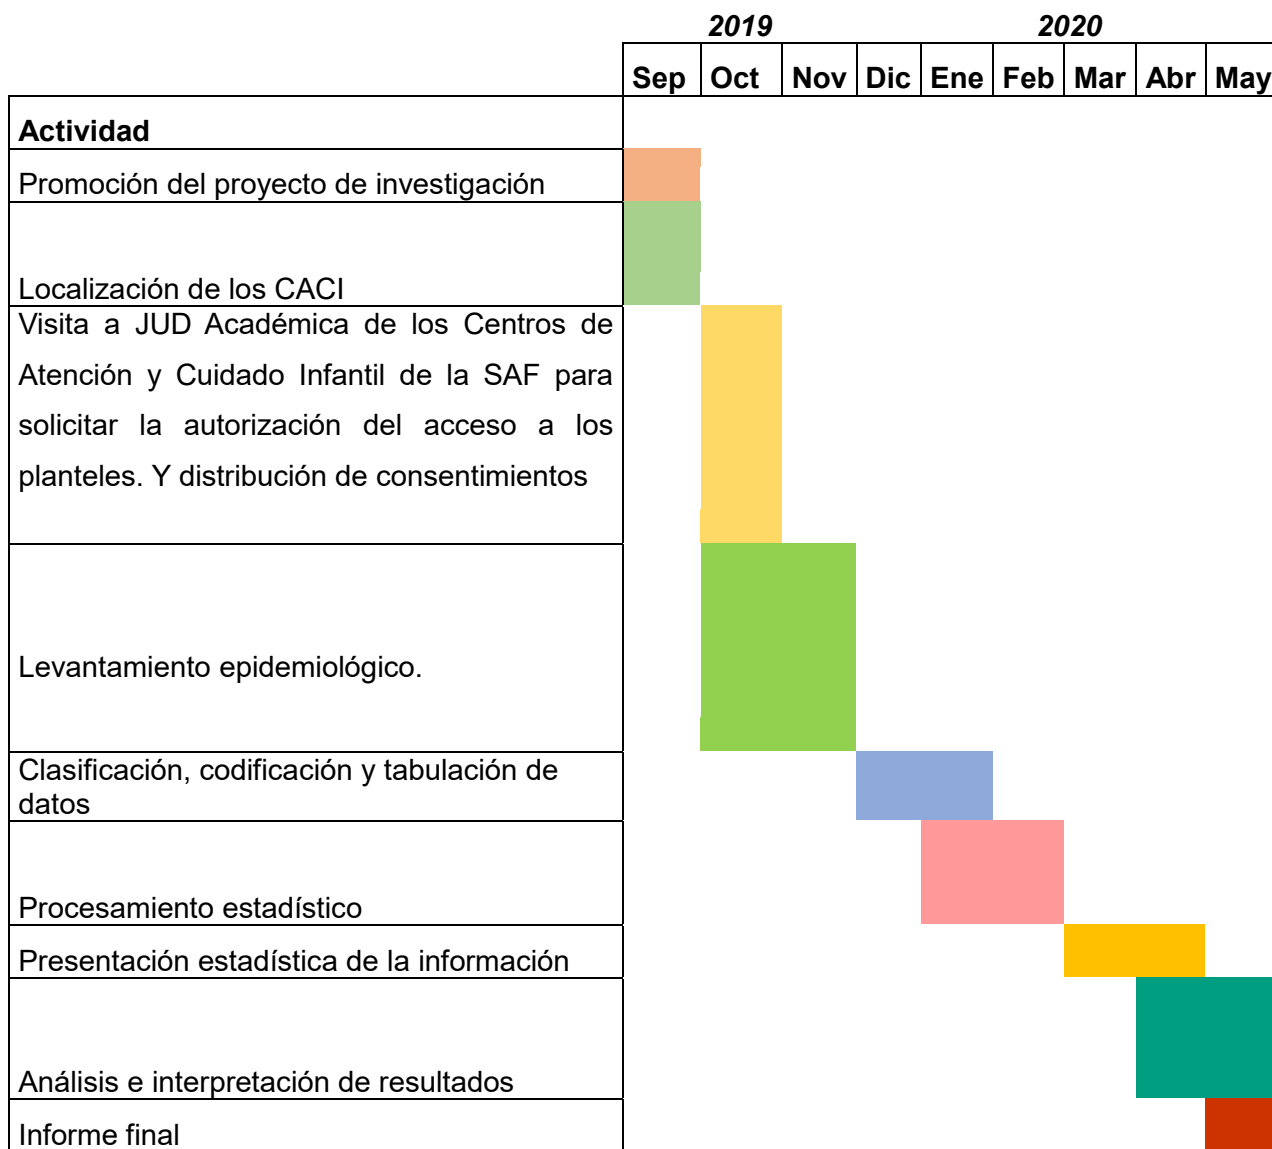 2019 2020
Sep Oct Nov Dic Ene Feb Mar Abr May
Actividad
Promoción del proyecto de investigación
Localización de los CACI
Visita a JUD Académica de los Centros de
Atención y Cuidado Infantil de la SAF para
solicitar la autorización del acceso a los
planteles. Y distribución de consentimientos
Levantamiento epidemiológico.
Clasificación, codificación y tabulación de
datos
Procesamiento estadístico
Presentación estadística de la información
Análisis e interpretación de resultados
Informe final